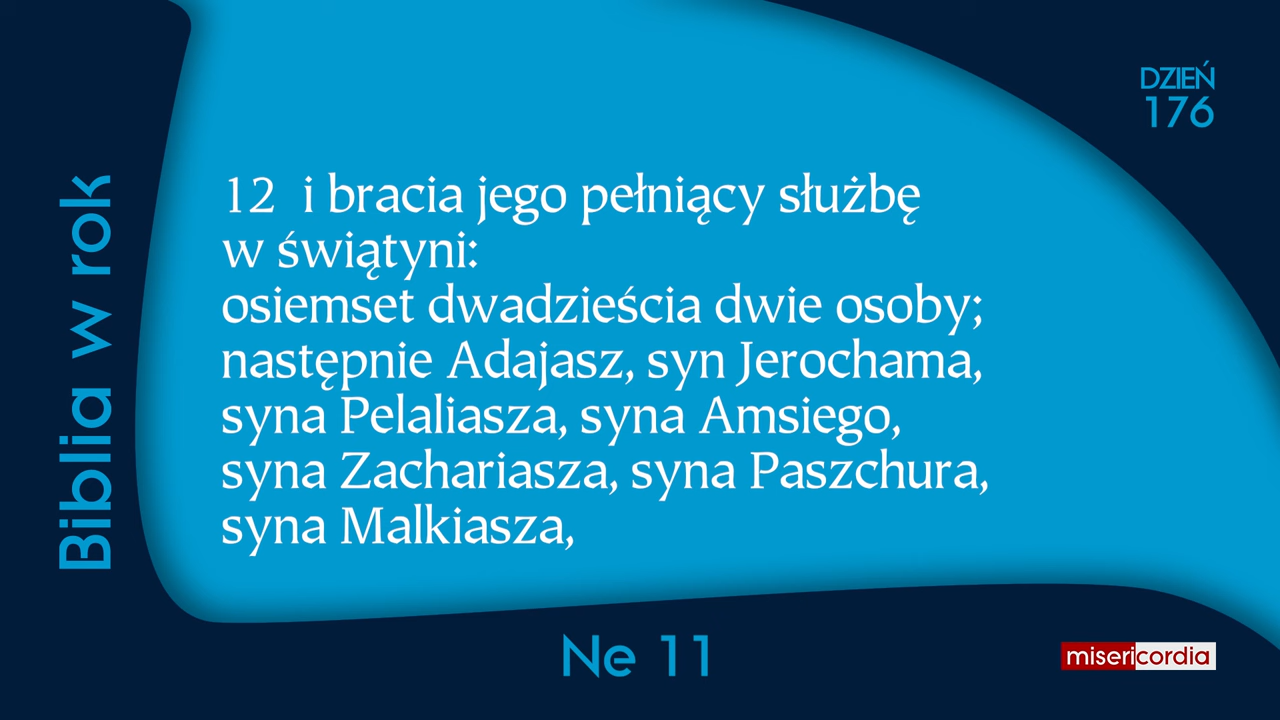 DZIEŃ
176
Biblia w rok
12 i bracia jego pełniący służbę
w świątyni:
osiemset dwadzieścia dwie osoby;
następnie Adajasz, syn Jerochama,
syna Pelaliasza, syna Amsiego,
syna Zachariasza, syna Paszchura,
syna Malkiasza,
Ne 11
misericordia